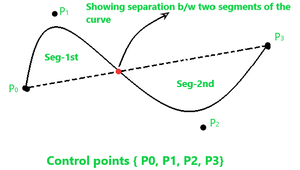 P₁
Showing separation b/w two segments of the
curve
Seg-1st
P₃
P₀
Seg-2nd
P₂
Control points { P0, P1, P2, P3}